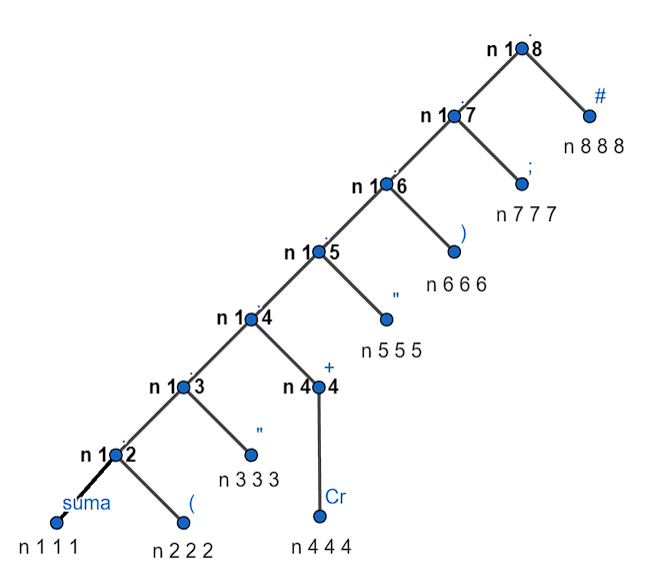 .
n 1 8
#
.
n 1 7
n 8 8 8
;
.
n 1 6
n 7 7 7
)
.
n 1 5
n 6 6 6
"
.
n 1 4
n 5 5 5
+
.
n 1 3
n 4 4
"
.
n 1 2
n 3 3 3
suma
(
Cr
n 1 1 1
n 2 2 2
n 4 4 4